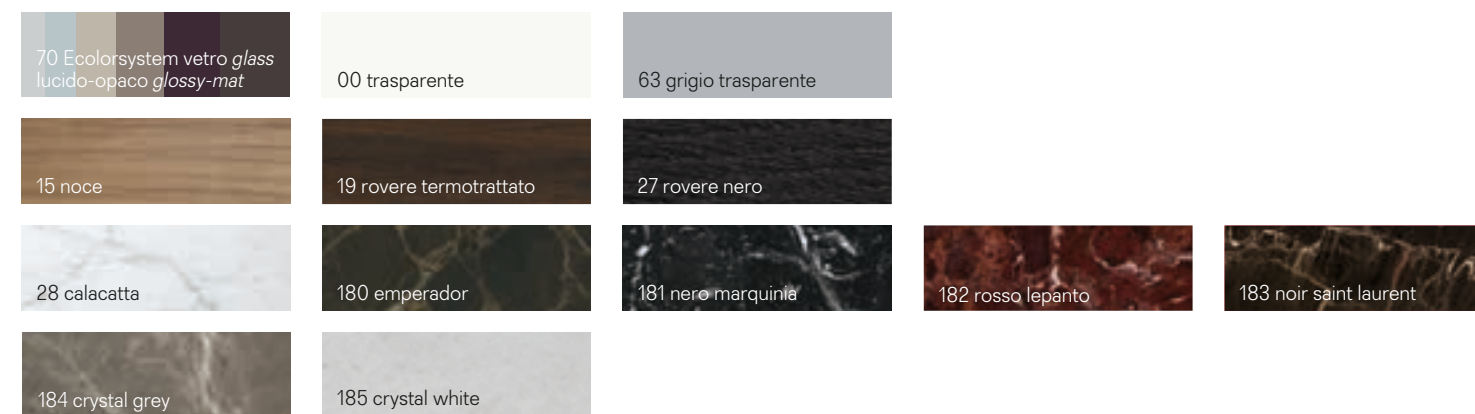 70 Ecolorsystem vetro glass
lucido-opaco glossy-mat
00 trasparente
63 grigio trasparente
15 noce
19 rovere termotrattato
27 rovere nero
28 calacatta
180 emperador
181 nero marquinia
182 rosso lepanto
183 noir saint laurent
184 crystal grey
185 crystal white